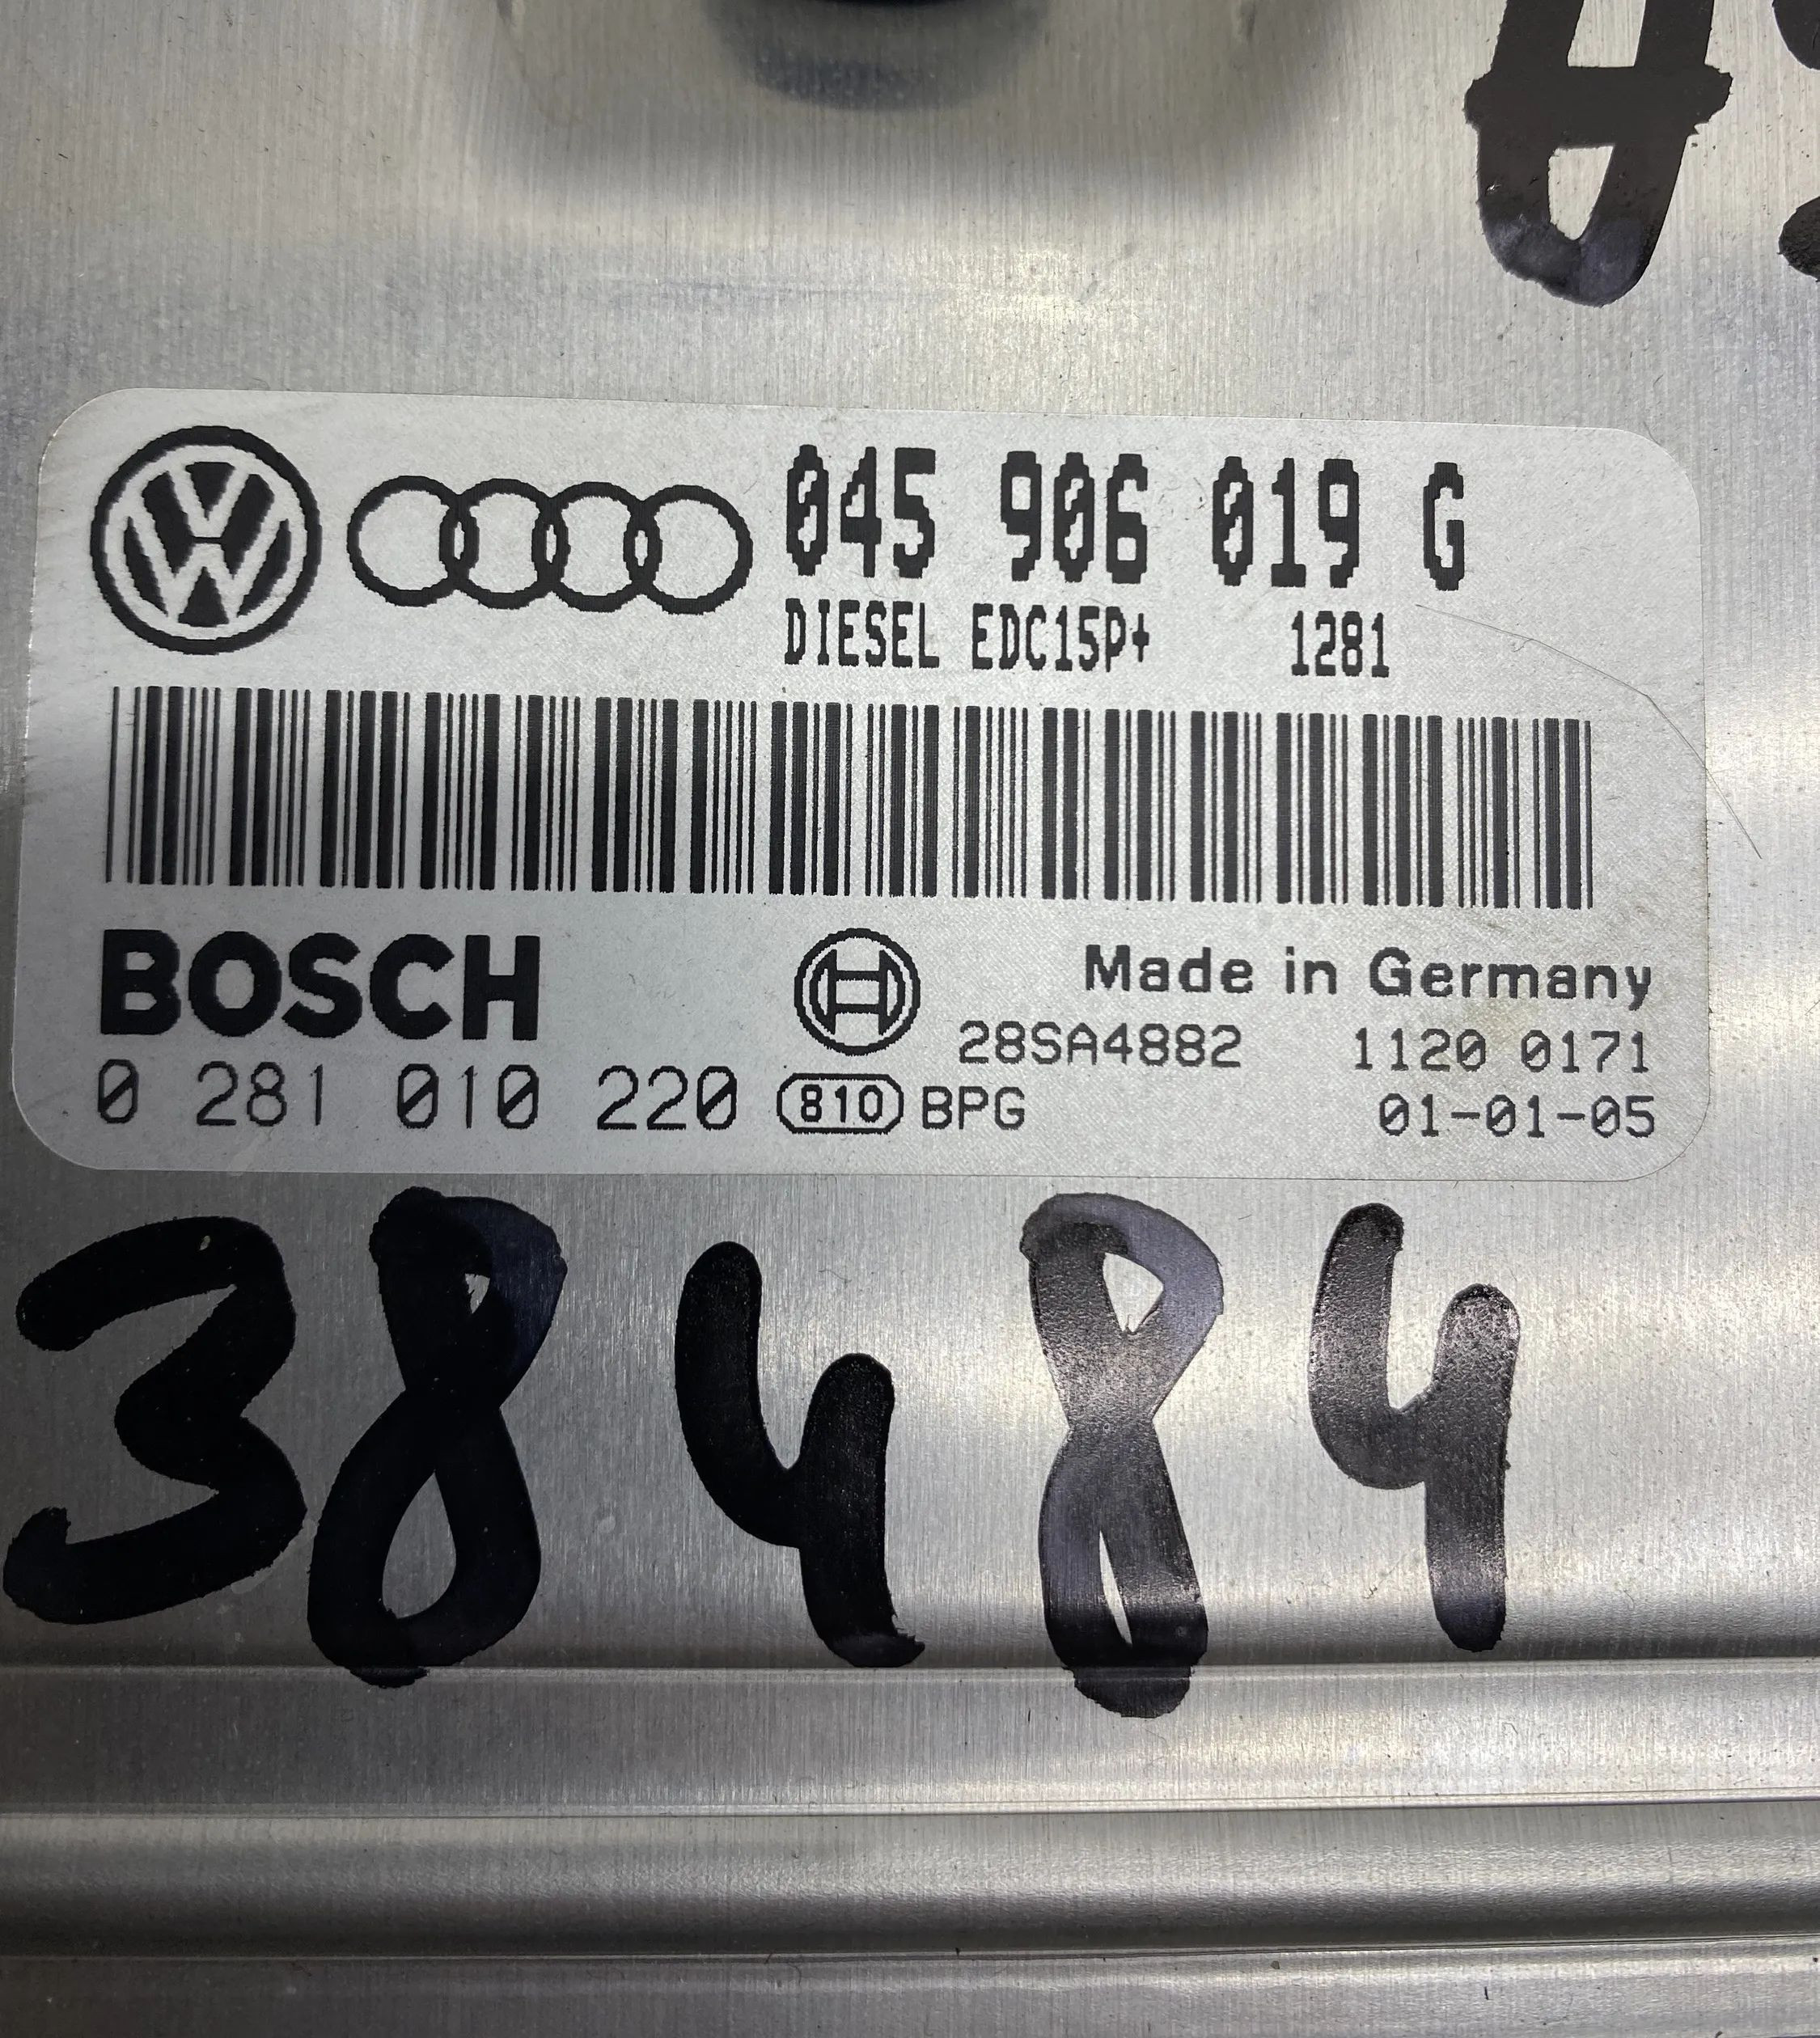 045 906 019 G
DIESEL EDC15P+ 1281
BOSCH
Made in Germany
28SA4882 1120 0171
0 281 010 220 810 BPG 01-01-05
38484